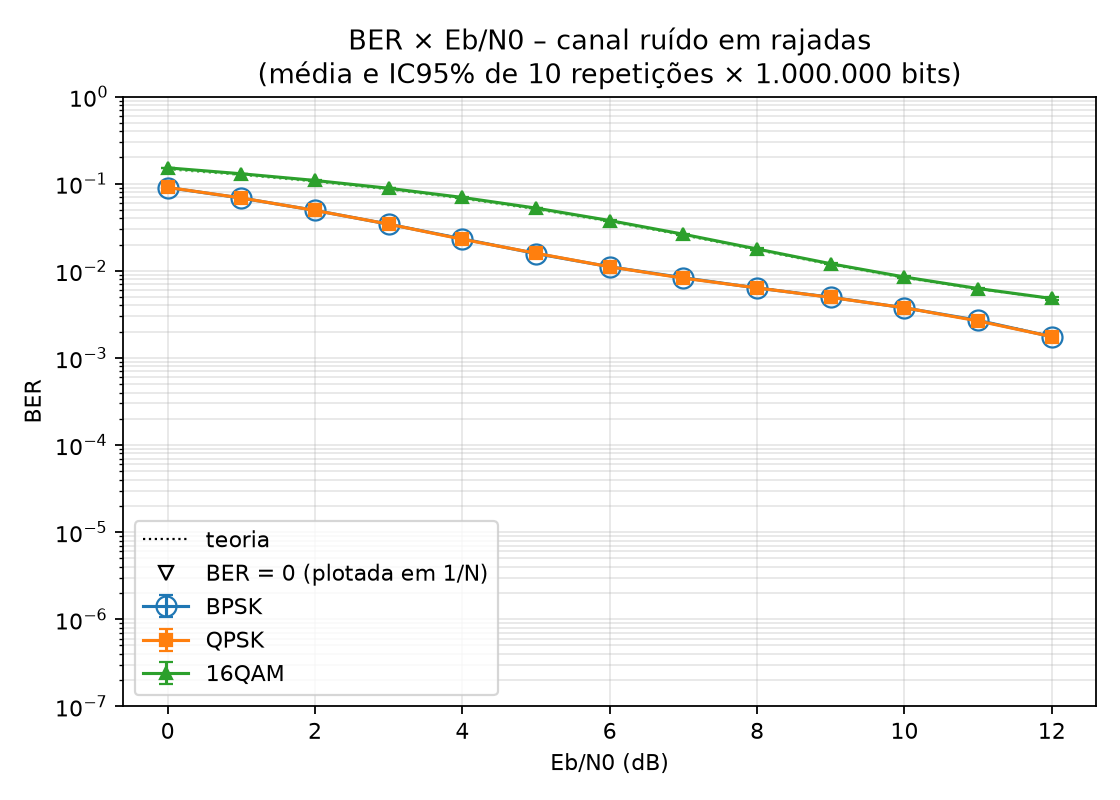 BER × Eb/N0 – canal ruído em rajadas
(média e IC95% de 10 repetições × 1.000.000 bits)
BER
10⁰
10⁻¹
10⁻²
10⁻³
10⁻⁴
10⁻⁵
10⁻⁶
10⁻⁷
teoria
BER = 0 (plotada em 1/N)
BPSK
QPSK
16QAM
0 2 4 6 8 10 12
Eb/N0 (dB)